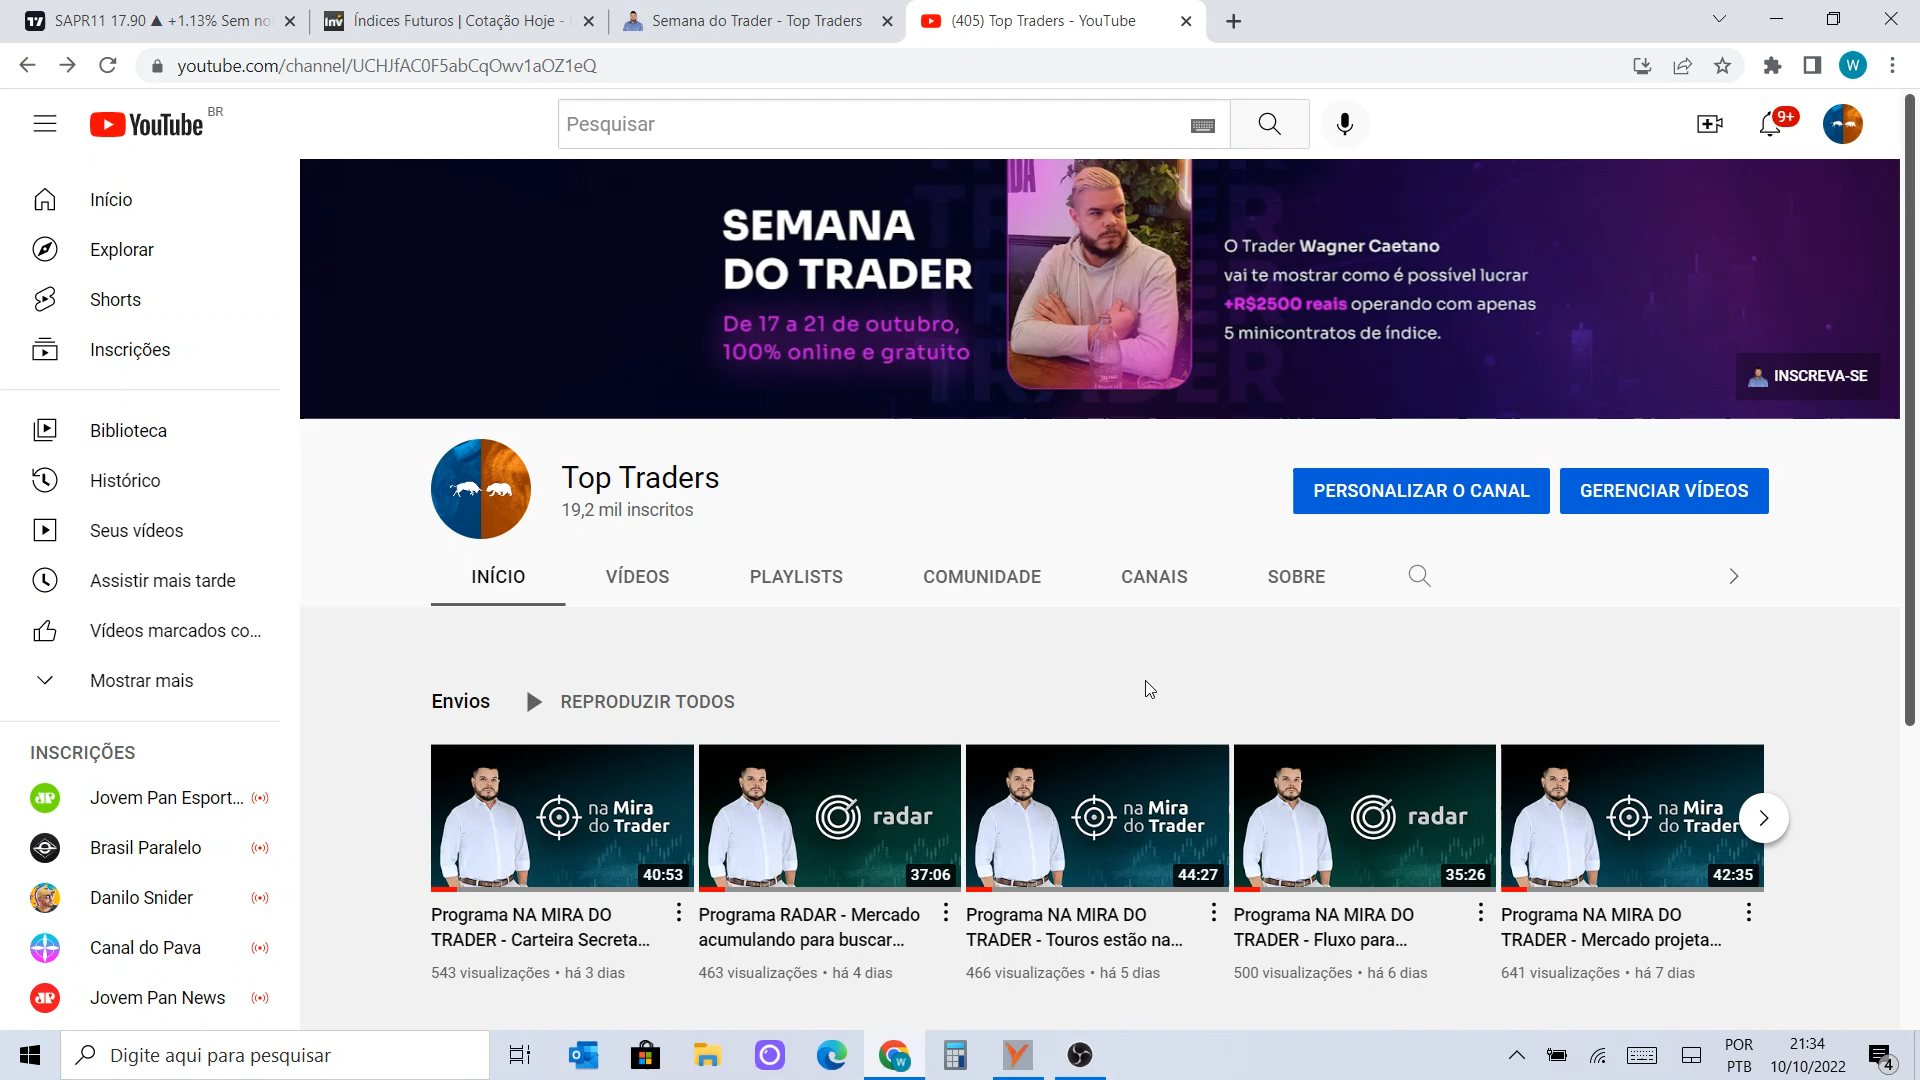 SAPR11 17.90 ▲ +1.13% Sem no
Índices Futuros | Cotação Hoje -
Semana do Trader - Top Traders
(405) Top Traders - YouTube
youtube.com/channel/UCHJfAC0F5abCqOwv1aOZ1eQ
W
YouTube BR
Pesquisar
9+
Início
Explorar
Shorts
Inscrições
Biblioteca
Histórico
Seus vídeos
Assistir mais tarde
Vídeos marcados co...
Mostrar mais
INSCRIÇÕES
Jovem Pan Esport...
Brasil Paralelo
Danilo Snider
Canal do Pava
Jovem Pan News
SEMANA
DO TRADER
De 17 a 21 de outubro,
100% online e gratuito
O Trader Wagner Caetano
vai te mostrar como é possível lucrar
+R$2500 reais operando com apenas
5 minicontratos de índice.
INSCREVA-SE
Top Traders
19,2 mil inscritos
PERSONALIZAR O CANAL
GERENCIAR VÍDEOS
INÍCIO
VÍDEOS
PLAYLISTS
COMUNIDADE
CANAIS
SOBRE
Envios
REPRODUZIR TODOS
na Mira
do Trader
40:53
Programa NA MIRA DO
TRADER - Carteira Secreta...
543 visualizações • há 3 dias
radar
37:06
Programa RADAR - Mercado
acumulando para buscar...
463 visualizações • há 4 dias
na Mira
do Trader
44:27
Programa NA MIRA DO
TRADER - Touros estão na...
466 visualizações • há 5 dias
radar
35:26
Programa NA MIRA DO
TRADER - Fluxo para...
500 visualizações • há 6 dias
na Mira
do Trader
42:35
Programa NA MIRA DO
TRADER - Mercado projeta...
641 visualizações • há 7 dias
Digite aqui para pesquisar
POR
PTB
21:34
10/10/2022
4